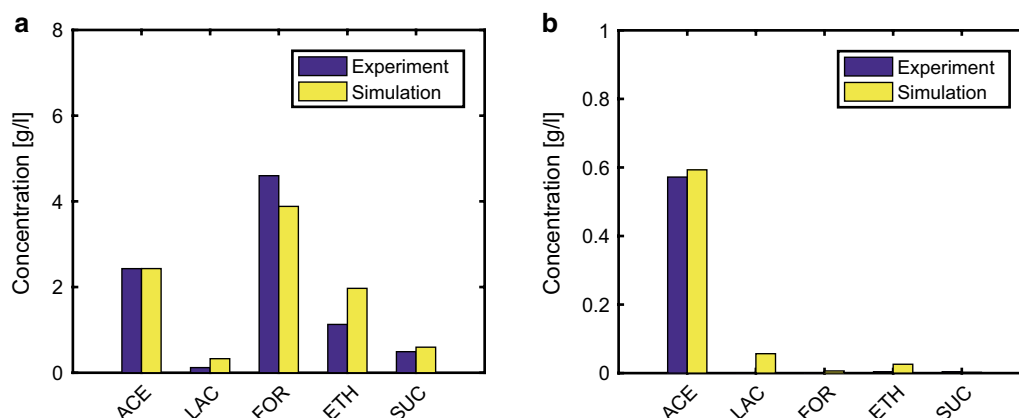 a
8
6
4
2
0
Concentration [g/l]
Experiment
Simulation
ACE
LAC
FOR
ETH
SUC
b
1
0.8
0.6
0.4
0.2
0
Concentration [g/l]
Experiment
Simulation
ACE
LAC
FOR
ETH
SUC